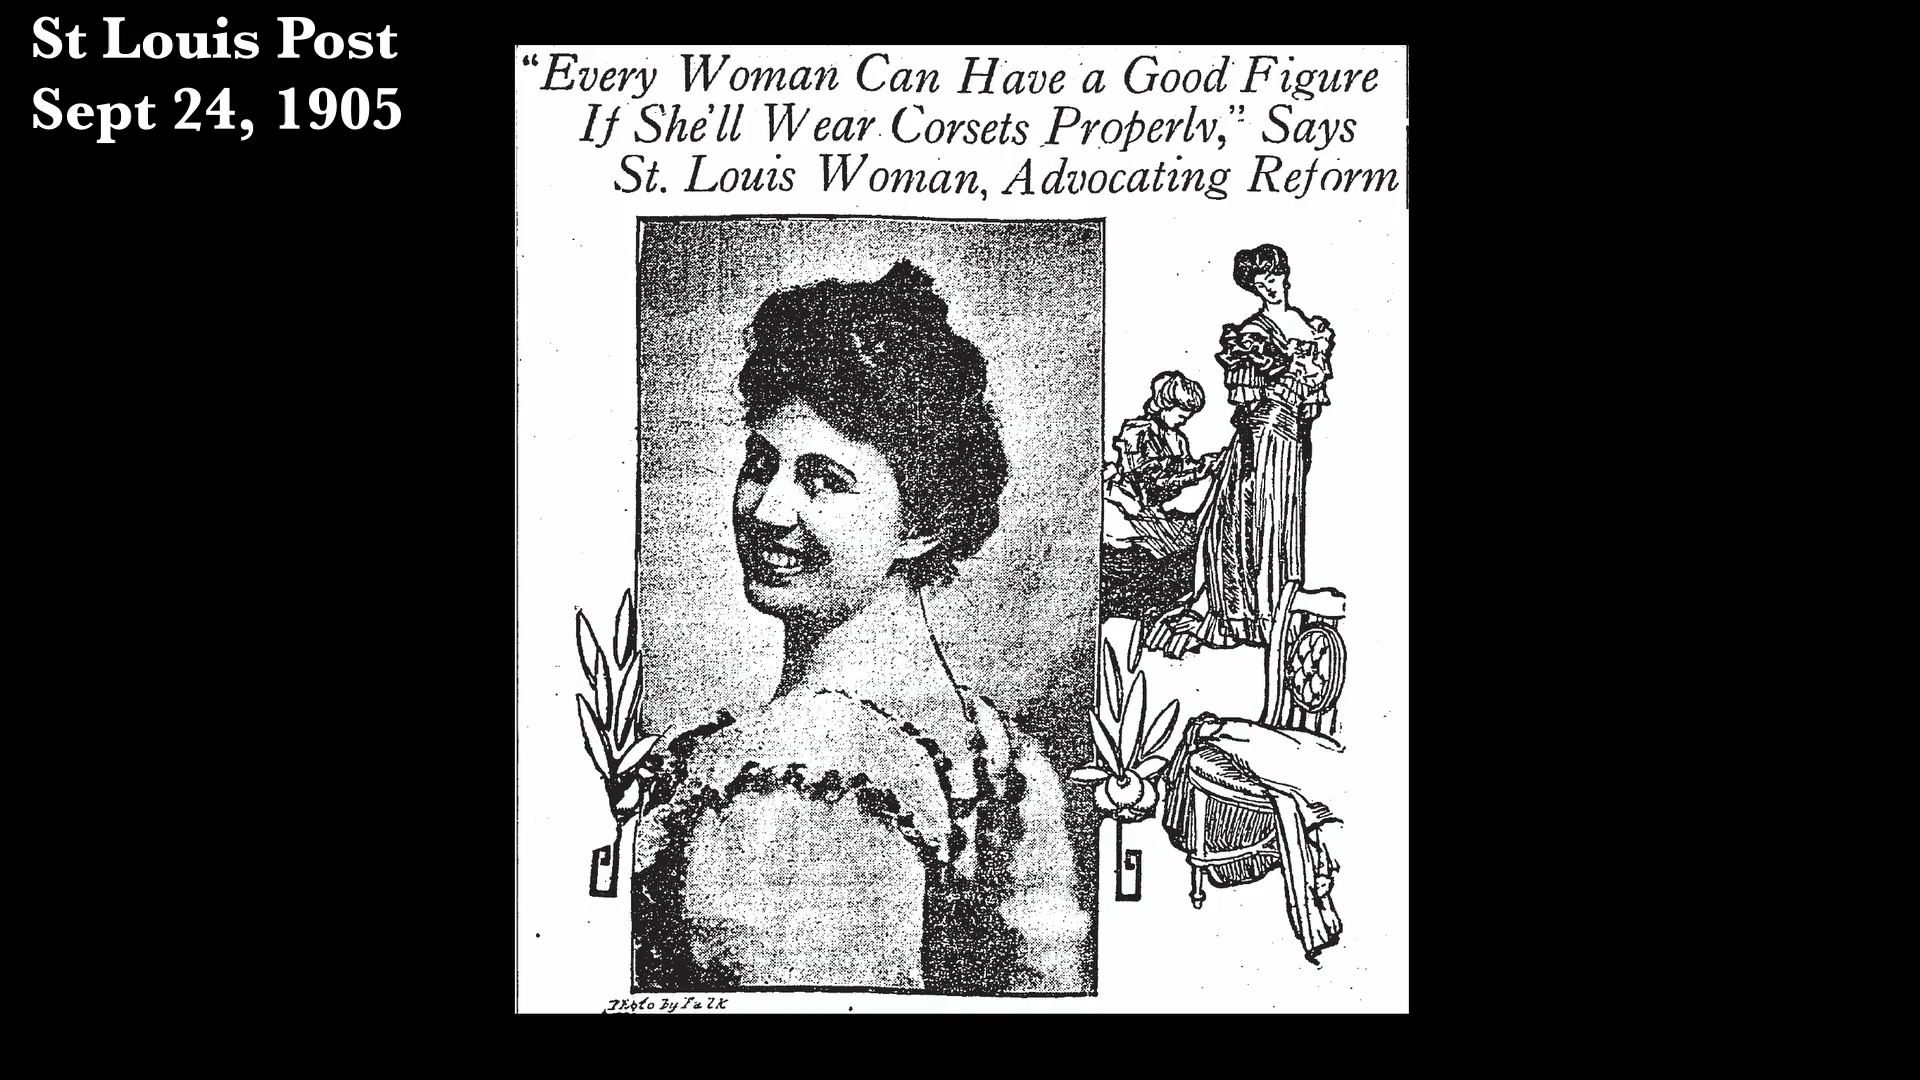 St Louis Post
Sept 24, 1905
“Every Woman Can Have a Good Figure
If She'll Wear Corsets Properly,” Says
St. Louis Woman, Advocating Reform
Photo by Falk